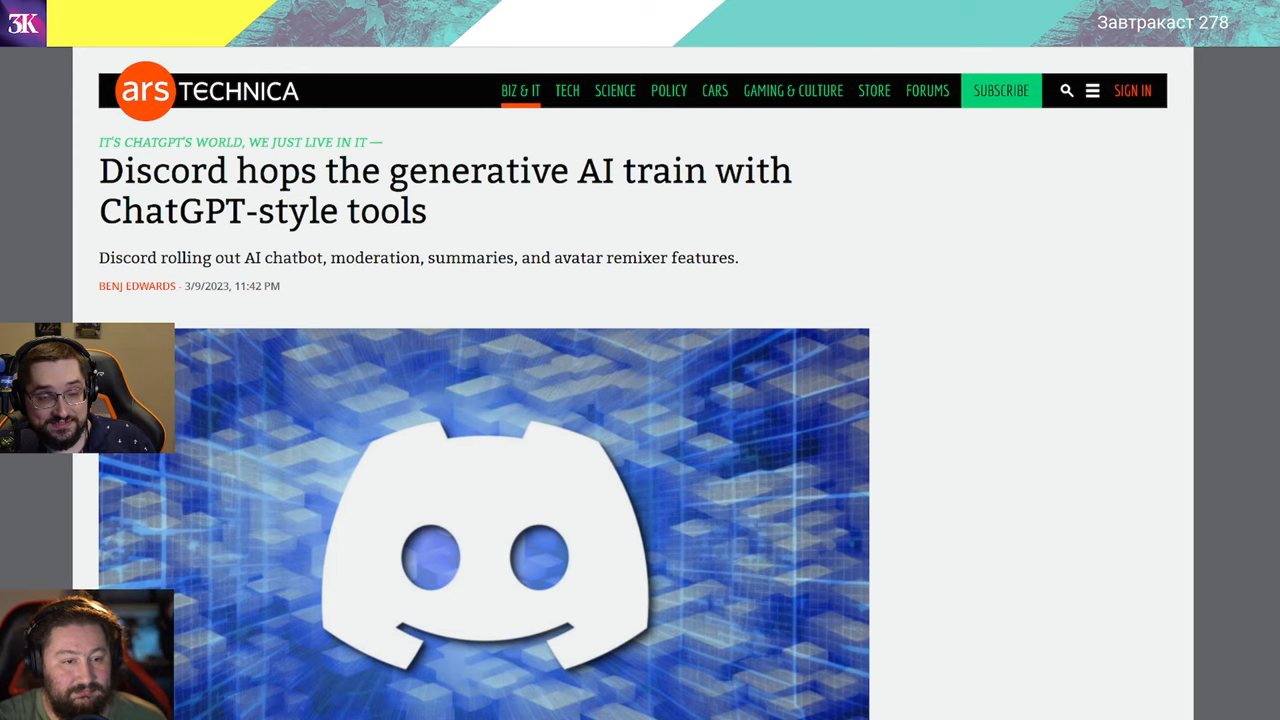 3K
Завтракаст 278
ars TECHNICA
BIZ & IT TECH SCIENCE POLICY CARS GAMING & CULTURE STORE FORUMS SUBSCRIBE SIGN IN
IT'S CHATGPT'S WORLD, WE JUST LIVE IN IT —
Discord hops the generative AI train with
ChatGPT-style tools
Discord rolling out AI chatbot, moderation, summaries, and avatar remixer features.
BENJ EDWARDS - 3/9/2023, 11:42 PM